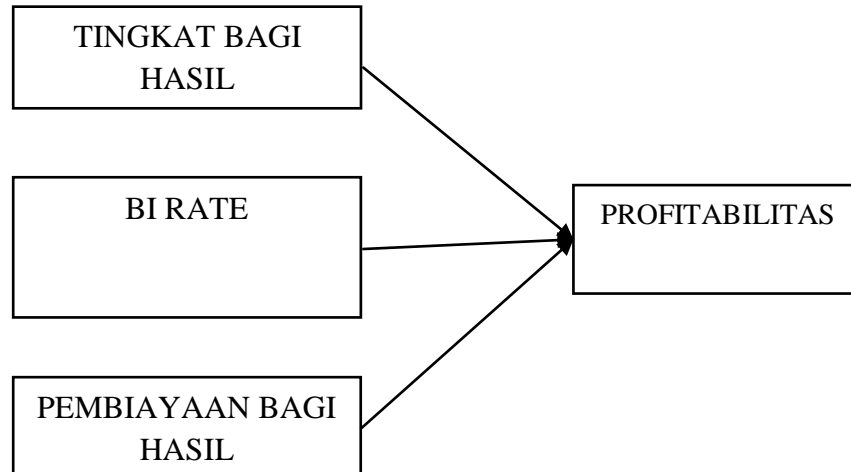 TINGKAT BAGI
HASIL
BI RATE
PROFITABILITAS
PEMBIAYAAN BAGI
HASIL